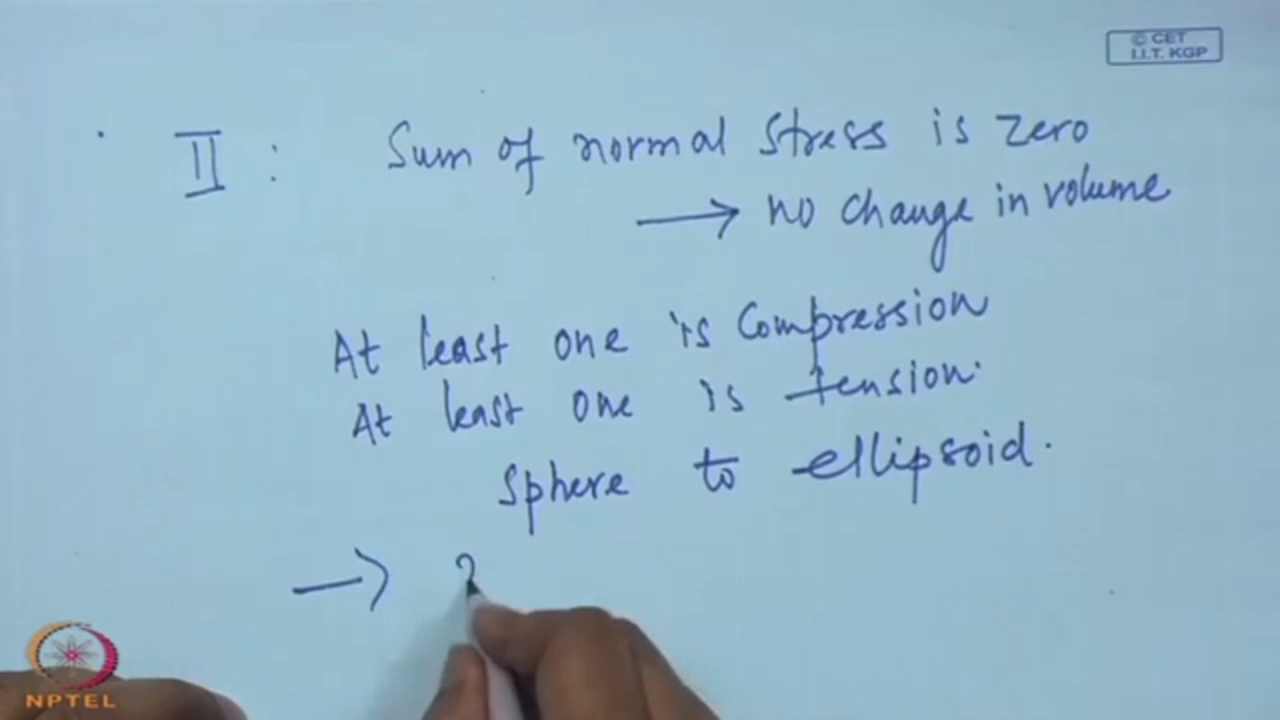 © CET
I.I.T. KGP
II : Sum of normal stress is zero
→ no change in volume
At least one is compression
At least one is tension.
sphere to ellipsoid.
→
NPTEL